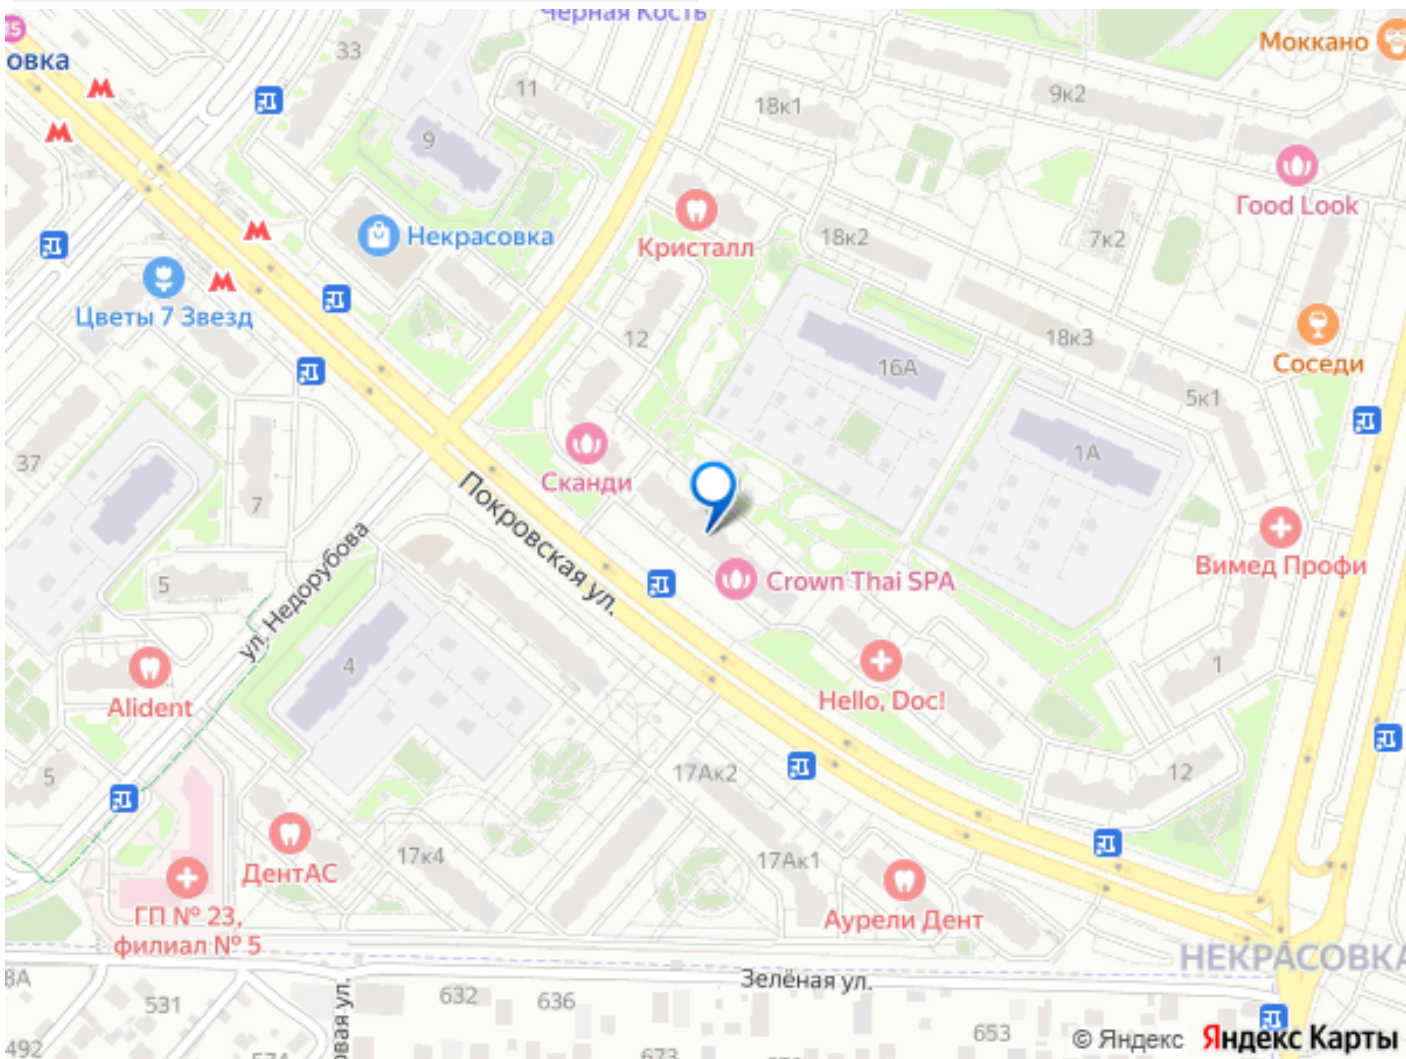 Черная Кость
овка
33
11
9
18к1
9к2
Моккано
Food Look
Некрасовка
Кристалл
18к2
7к2
Цветы 7 Звезд
12
16А
18к3
Соседи
5к1
1А
37
7
Сканди
Покровская ул.
ул. Недорубова
5
Crown Thai SPA
Вимед Профи
4
Alident
Hello, Doc!
1
5
17Ак2
12
17к4
ДентАС
17Ак1
Аурели Дент
ГП № 23,
филиал № 5
НЕКРАСОВКА
Зелёная ул.
8А
531
632
636
653
овая ул.
492
© Яндекс Яндекс Карты